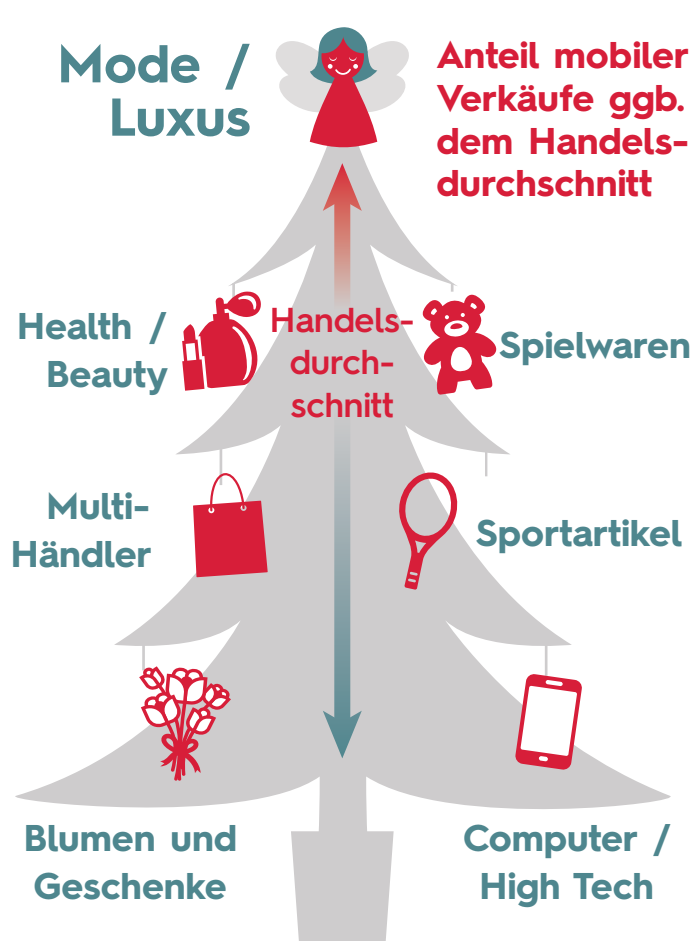 Mode /
Luxus
Anteil mobiler
Verkäufe ggb.
dem Handels-
durchschnitt
Health /
Beauty
Handels-
durch-
schnitt
Spielwaren
Multi-
Händler
Sportartikel
Blumen und
Geschenke
Computer /
High Tech